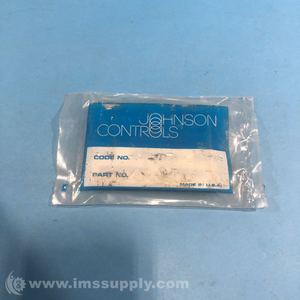 JOHNSON
CONTROLS
CODE NO.
PART NO.
MADE IN U.S.A.
© www.imssupply.com